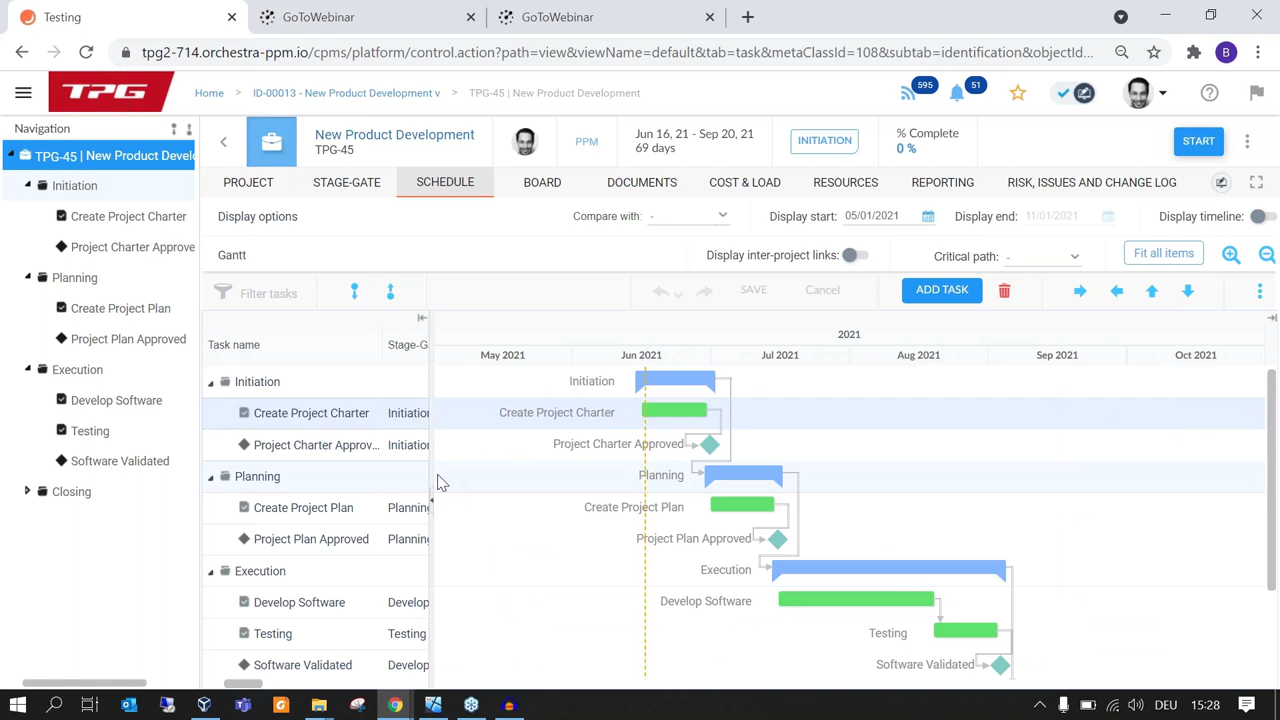 Testing
GoToWebinar
GoToWebinar
tpg2-714.orchestra-ppm.io/cpms/platform/control.action?path=view&viewName=default&tab=task&metaClassId=108&subtab=identification&objectId...
B
TPG
Home > ID-00013 - New Product Development v > TPG-45 | New Product Development
595
51
Navigation
TPG-45 | New Product Devel
Initiation
Create Project Charter
Project Charter Approve
Planning
Create Project Plan
Project Plan Approved
Execution
Develop Software
Testing
Software Validated
Closing
New Product Development
TPG-45
PPM
Jun 16, 21 - Sep 20, 21
69 days
INITIATION
% Complete
0 %
START
PROJECT STAGE-GATE SCHEDULE BOARD DOCUMENTS COST & LOAD RESOURCES REPORTING RISK, ISSUES AND CHANGE LOG
Display options
Compare with: -
Display start: 05/01/2021
Display end: 11/01/2021
Display timeline:
Gantt
Display inter-project links:
Critical path: -
Fit all items
Filter tasks
SAVE
Cancel
ADD TASK
Task name
Stage-G
2021
May 2021 Jun 2021 Jul 2021 Aug 2021 Sep 2021 Oct 2021
Initiation
Initiation
Create Project Charter Initiation
Create Project Charter
Project Charter Approv... Initiation
Project Charter Approved
Planning
Planning
Create Project Plan Planning
Create Project Plan
Project Plan Approved Planning
Project Plan Approved
Execution
Execution
Develop Software Develop
Develop Software
Testing Testing
Testing
Software Validated Develop
Software Validated
DEU 15:28